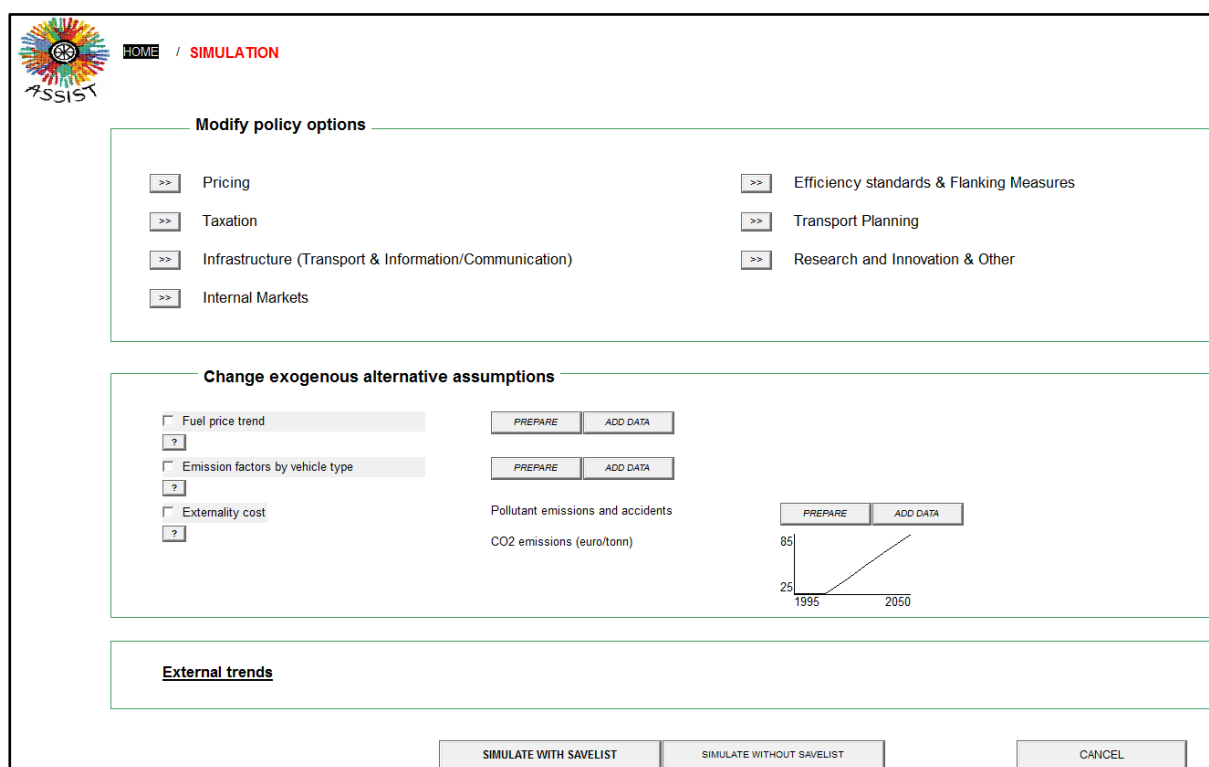 HOME / SIMULATION
ASSIST
Modify policy options
>> Pricing
>> Efficiency standards & Flanking Measures
>> Taxation
>> Transport Planning
>> Infrastructure (Transport & Information/Communication)
>> Research and Innovation & Other
>> Internal Markets
Change exogenous alternative assumptions
Fuel price trend PREPARE ADD DATA
?
Emission factors by vehicle type PREPARE ADD DATA
?
Externality cost Pollutant emissions and accidents PREPARE ADD DATA
?
CO2 emissions (euro/tonn)
85
25
1995 2050
External trends
SIMULATE WITH SAVELIST SIMULATE WITHOUT SAVELIST CANCEL